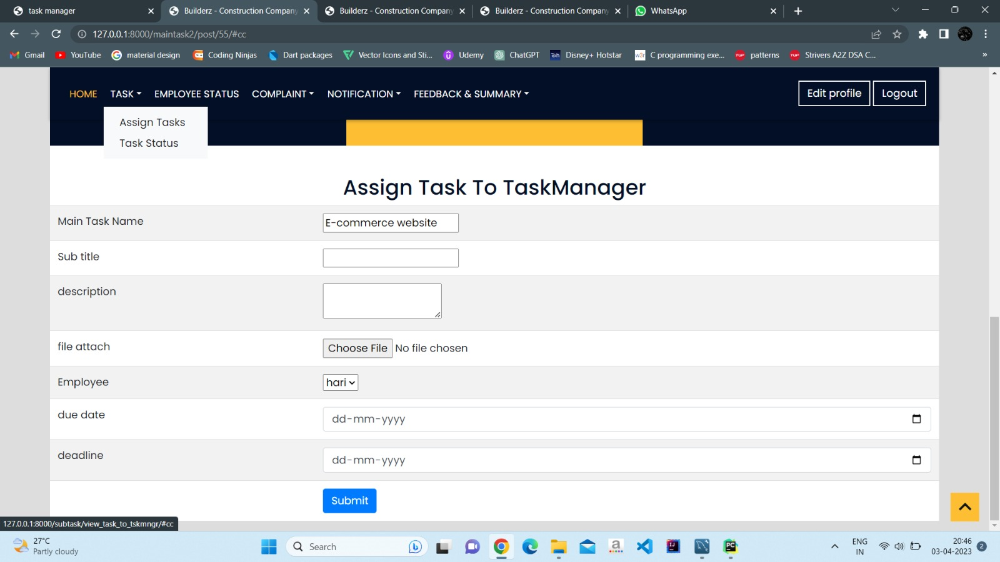 task manager
Builderz - Construction Company
Builderz - Construction Company
Builderz - Construction Company
WhatsApp
127.0.0.1:8000/maintask2/post/55/#cc
Gmail YouTube material design Coding Ninjas Dart packages Vector Icons and Sti... Udemy ChatGPT Disney+ Hotstar C programming exe... patterns Strivers A2Z DSA C... »
HOME TASK EMPLOYEE STATUS COMPLAINT NOTIFICATION FEEDBACK & SUMMARY Edit profile Logout
Assign Tasks
Task Status
Assign Task To TaskManager
Main Task Name E-commerce website
Sub title
description
file attach Choose File No file chosen
Employee hari
due date dd-mm-yyyy
deadline dd-mm-yyyy
Submit
127.0.0.1:8000/subtask/view_task_to_tskmngr/#cc
27°C
Partly cloudy
Search
ENG
IN
20:46
03-04-2023
2